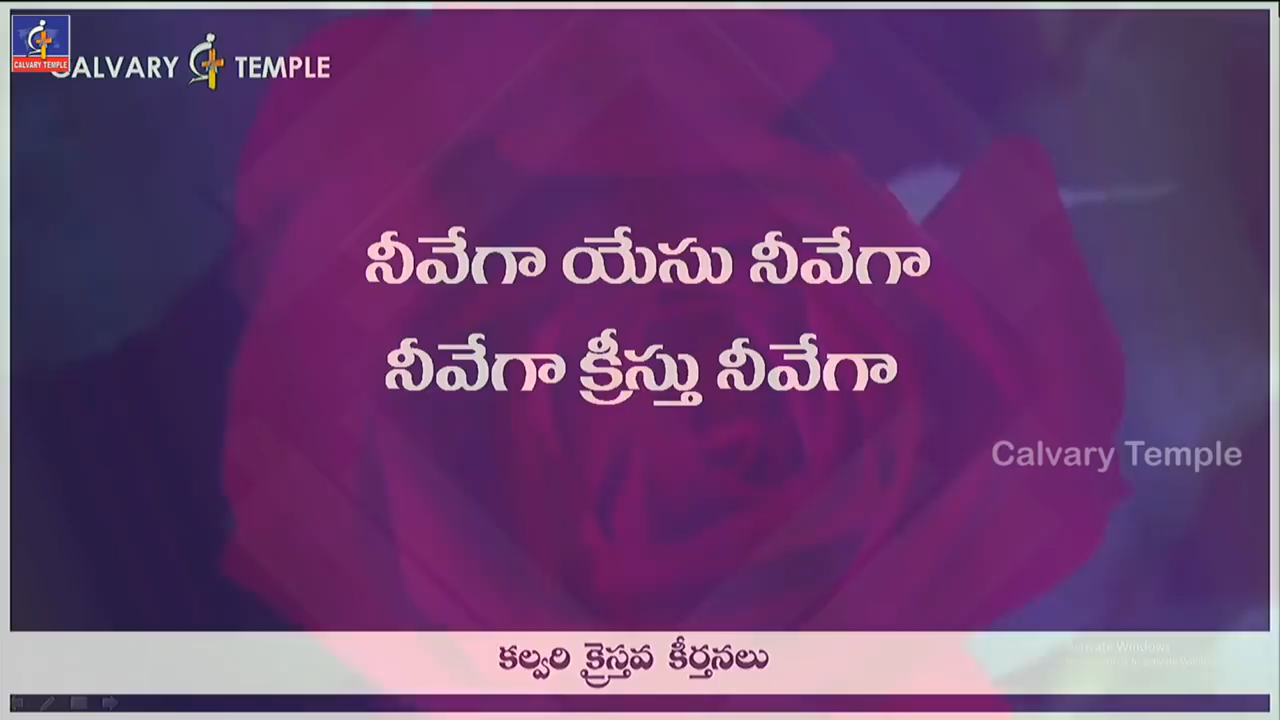 CALVARY TEMPLE
CALVARY TEMPLE
నీవేగా యేసు నీవేగా
నీవేగా క్రీస్తు నీవేగా
Calvary Temple
కల్వరి క్రైస్తవ కీర్తనలు